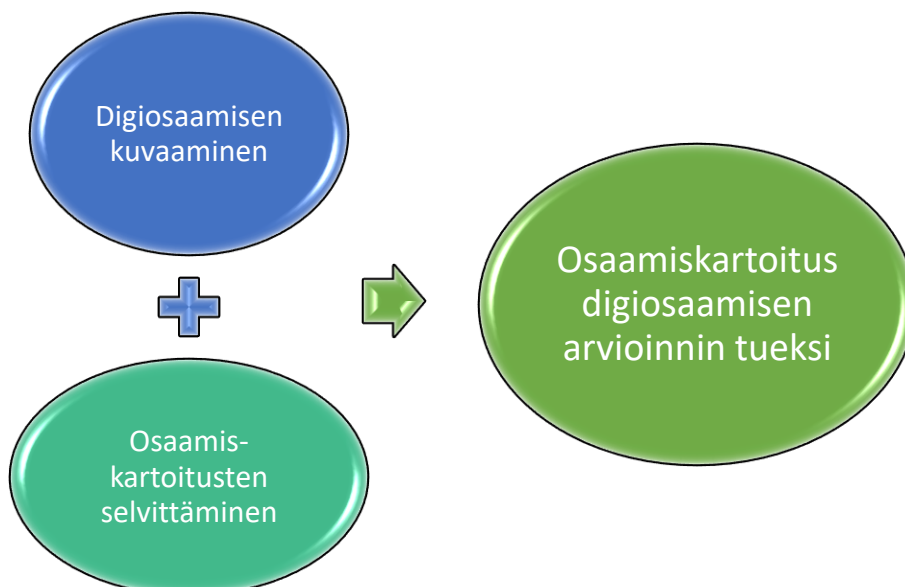 Digiosaamisen
kuvaaminen
Osaamis-
kartoitusten
selvittäminen
Osaamiskartoitus
digiosaamisen
arvioinnin tueksi